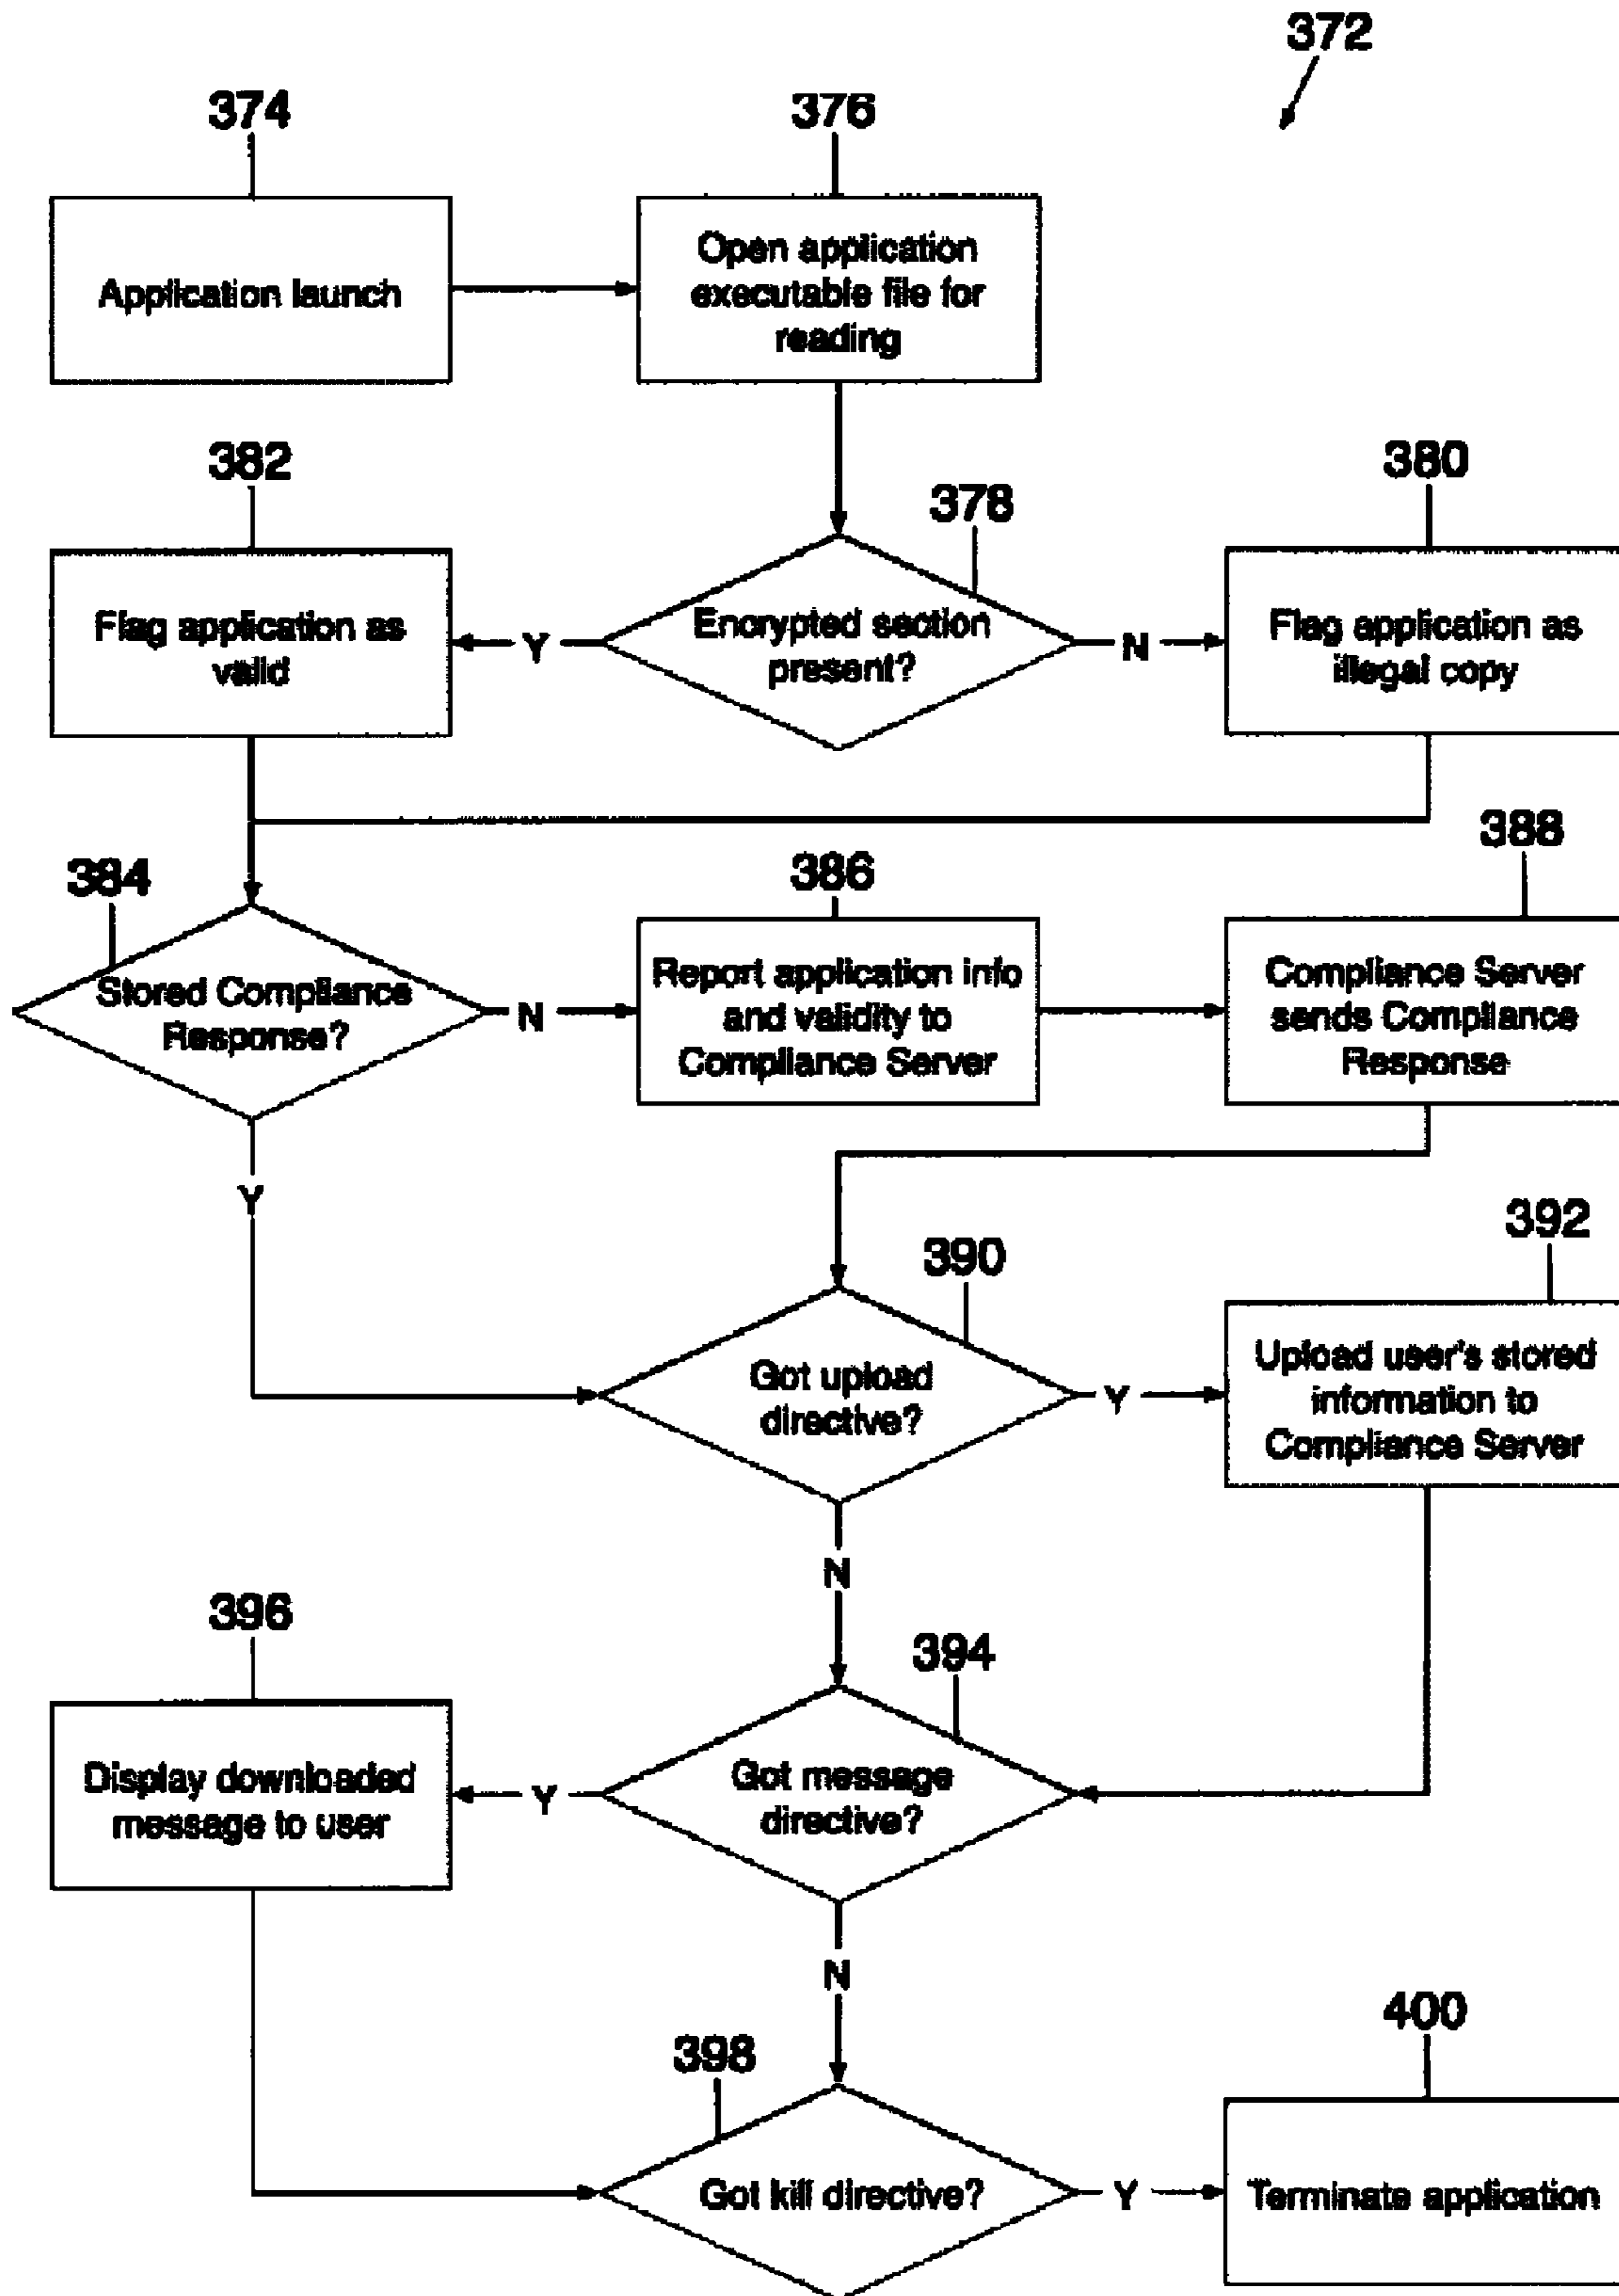 372
374
376
Application launch
Open application
executable file for
reading
382
378
380
Flag application as
valid
Y
Encrypted section
present?
N
Flag application as
illegal copy
384
386
388
Stored Compliance
Response?
N
Report application info
and validity to
Compliance Server
Compliance Server
sends Compliance
Response
Y
390
392
Got upload
directive?
Y
Upload user's stored
information to
Compliance Server
N
396
394
Display downloaded
message to user
Y
Got message
directive?
N
398
400
Got kill directive?
Y
Terminate application